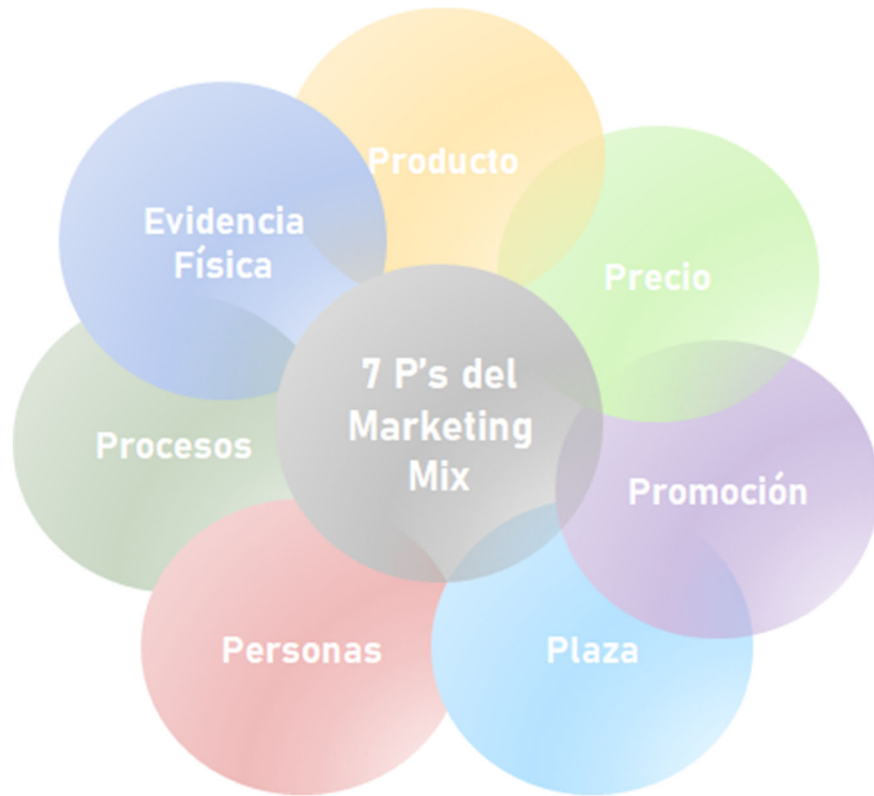 Producto
Evidencia
Física
Precio
7 P's del
Marketing
Mix
Procesos
Promoción
Personas
Plaza